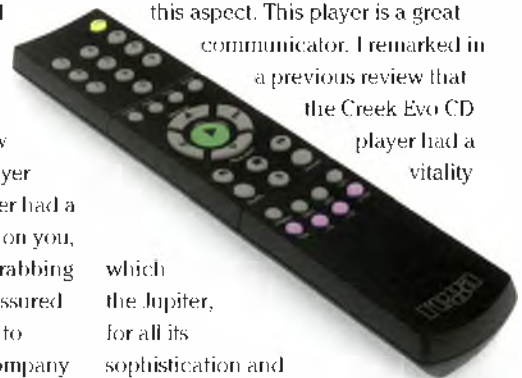 yer
er had a
on you,
rabbing
ssured
to
ompany
this aspect. This player is a great
communicator. I remarked in
a previous review that
the Creek Evo CD
player had a
vitality
which
the Jupiter,
for all its
sophistication and